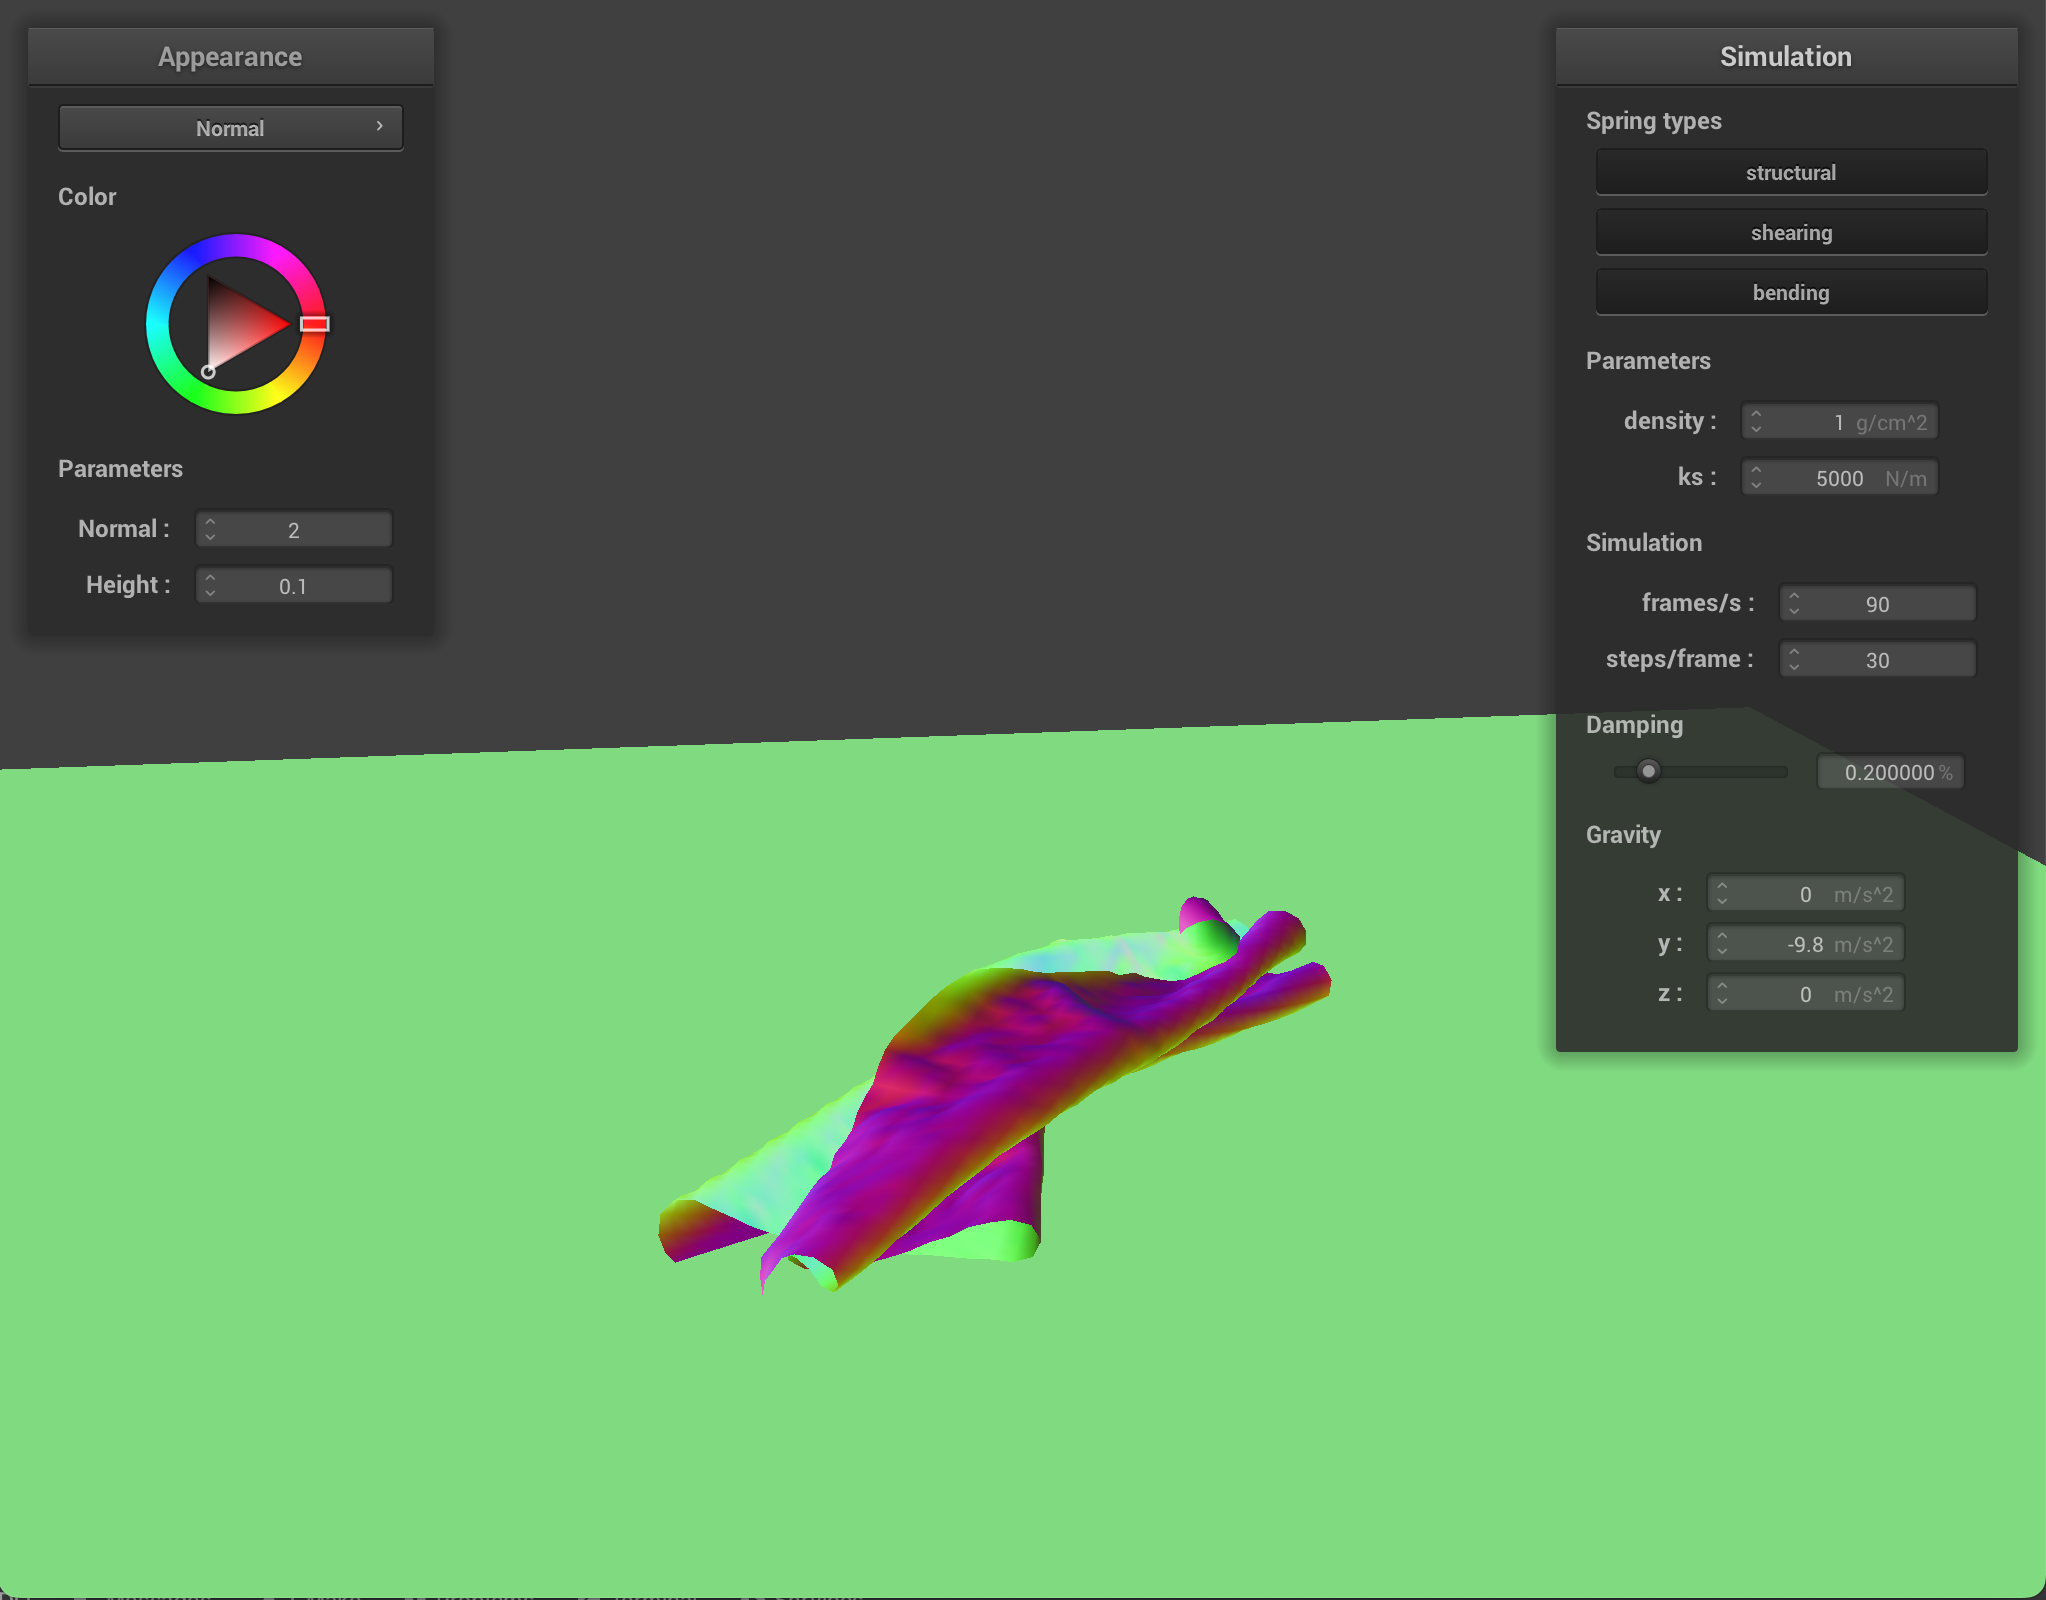 Appearance
Normal
Color
Parameters
Normal : 2
Height : 0.1
Simulation
Spring types
structural
shearing
bending
Parameters
density : 1 g/cm^2
ks : 5000 N/m
Simulation
frames/s : 90
steps/frame : 30
Damping
0.200000 %
Gravity
x : 0 m/s^2
y : -9.8 m/s^2
z : 0 m/s^2